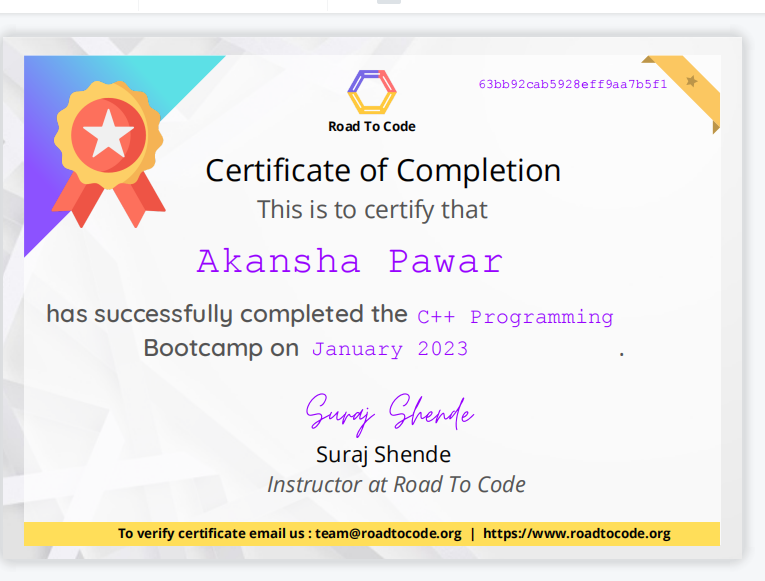 63bb92cab5928eff9aa7b5f1
Road To Code
Certificate of Completion
This is to certify that
Akansha Pawar
has successfully completed the C++ Programming
Bootcamp on January 2023 .
Suraj Shende
Suraj Shende
Instructor at Road To Code
To verify certificate email us : team@roadtocode.org | https://www.roadtocode.org